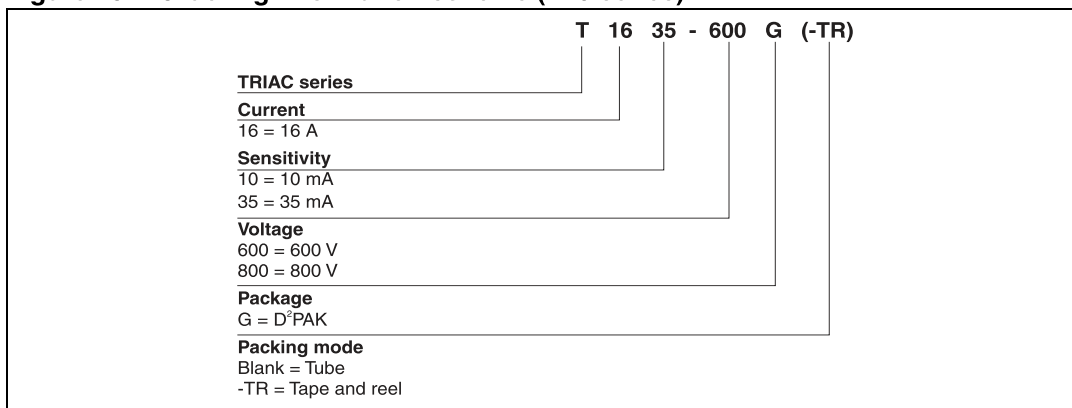 T 16 35 - 600 G (-TR)
TRIAC series
Current
16 = 16 A
Sensitivity
10 = 10 mA
35 = 35 mA
Voltage
600 = 600 V
800 = 800 V
Package
G = D²PAK
Packing mode
Blank = Tube
-TR = Tape and reel